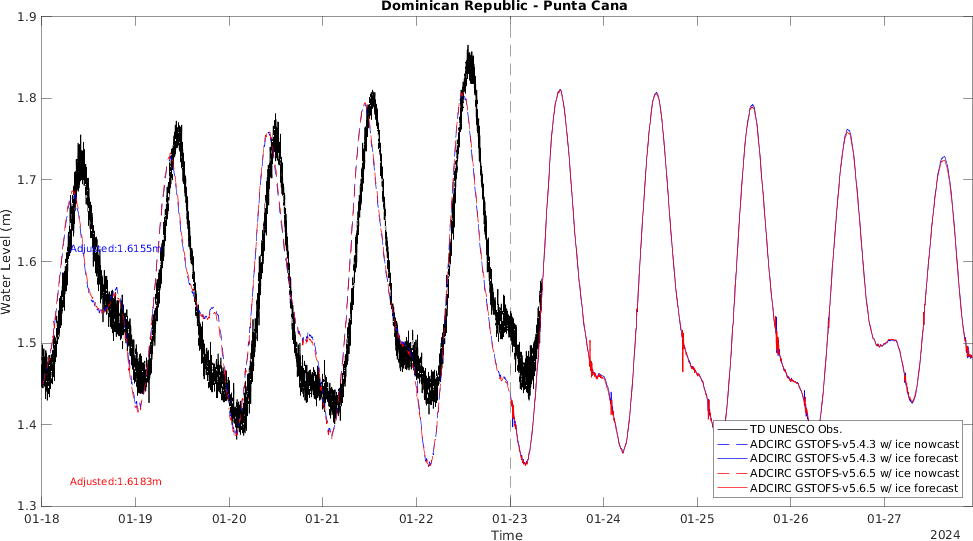 Dominican Republic - Punta Cana
Water Level (m)
1.9
1.8
1.7
1.6
1.5
1.4
1.3
Adjusted:1.6155m
Adjusted:1.6183m
TD UNESCO Obs.
ADCIRC GSTOFS-v5.4.3 w/ ice nowcast
ADCIRC GSTOFS-v5.4.3 w/ ice forecast
ADCIRC GSTOFS-v5.6.5 w/ ice nowcast
ADCIRC GSTOFS-v5.6.5 w/ ice forecast
01-18 01-19 01-20 01-21 01-22 01-23 01-24 01-25 01-26 01-27
Time
2024